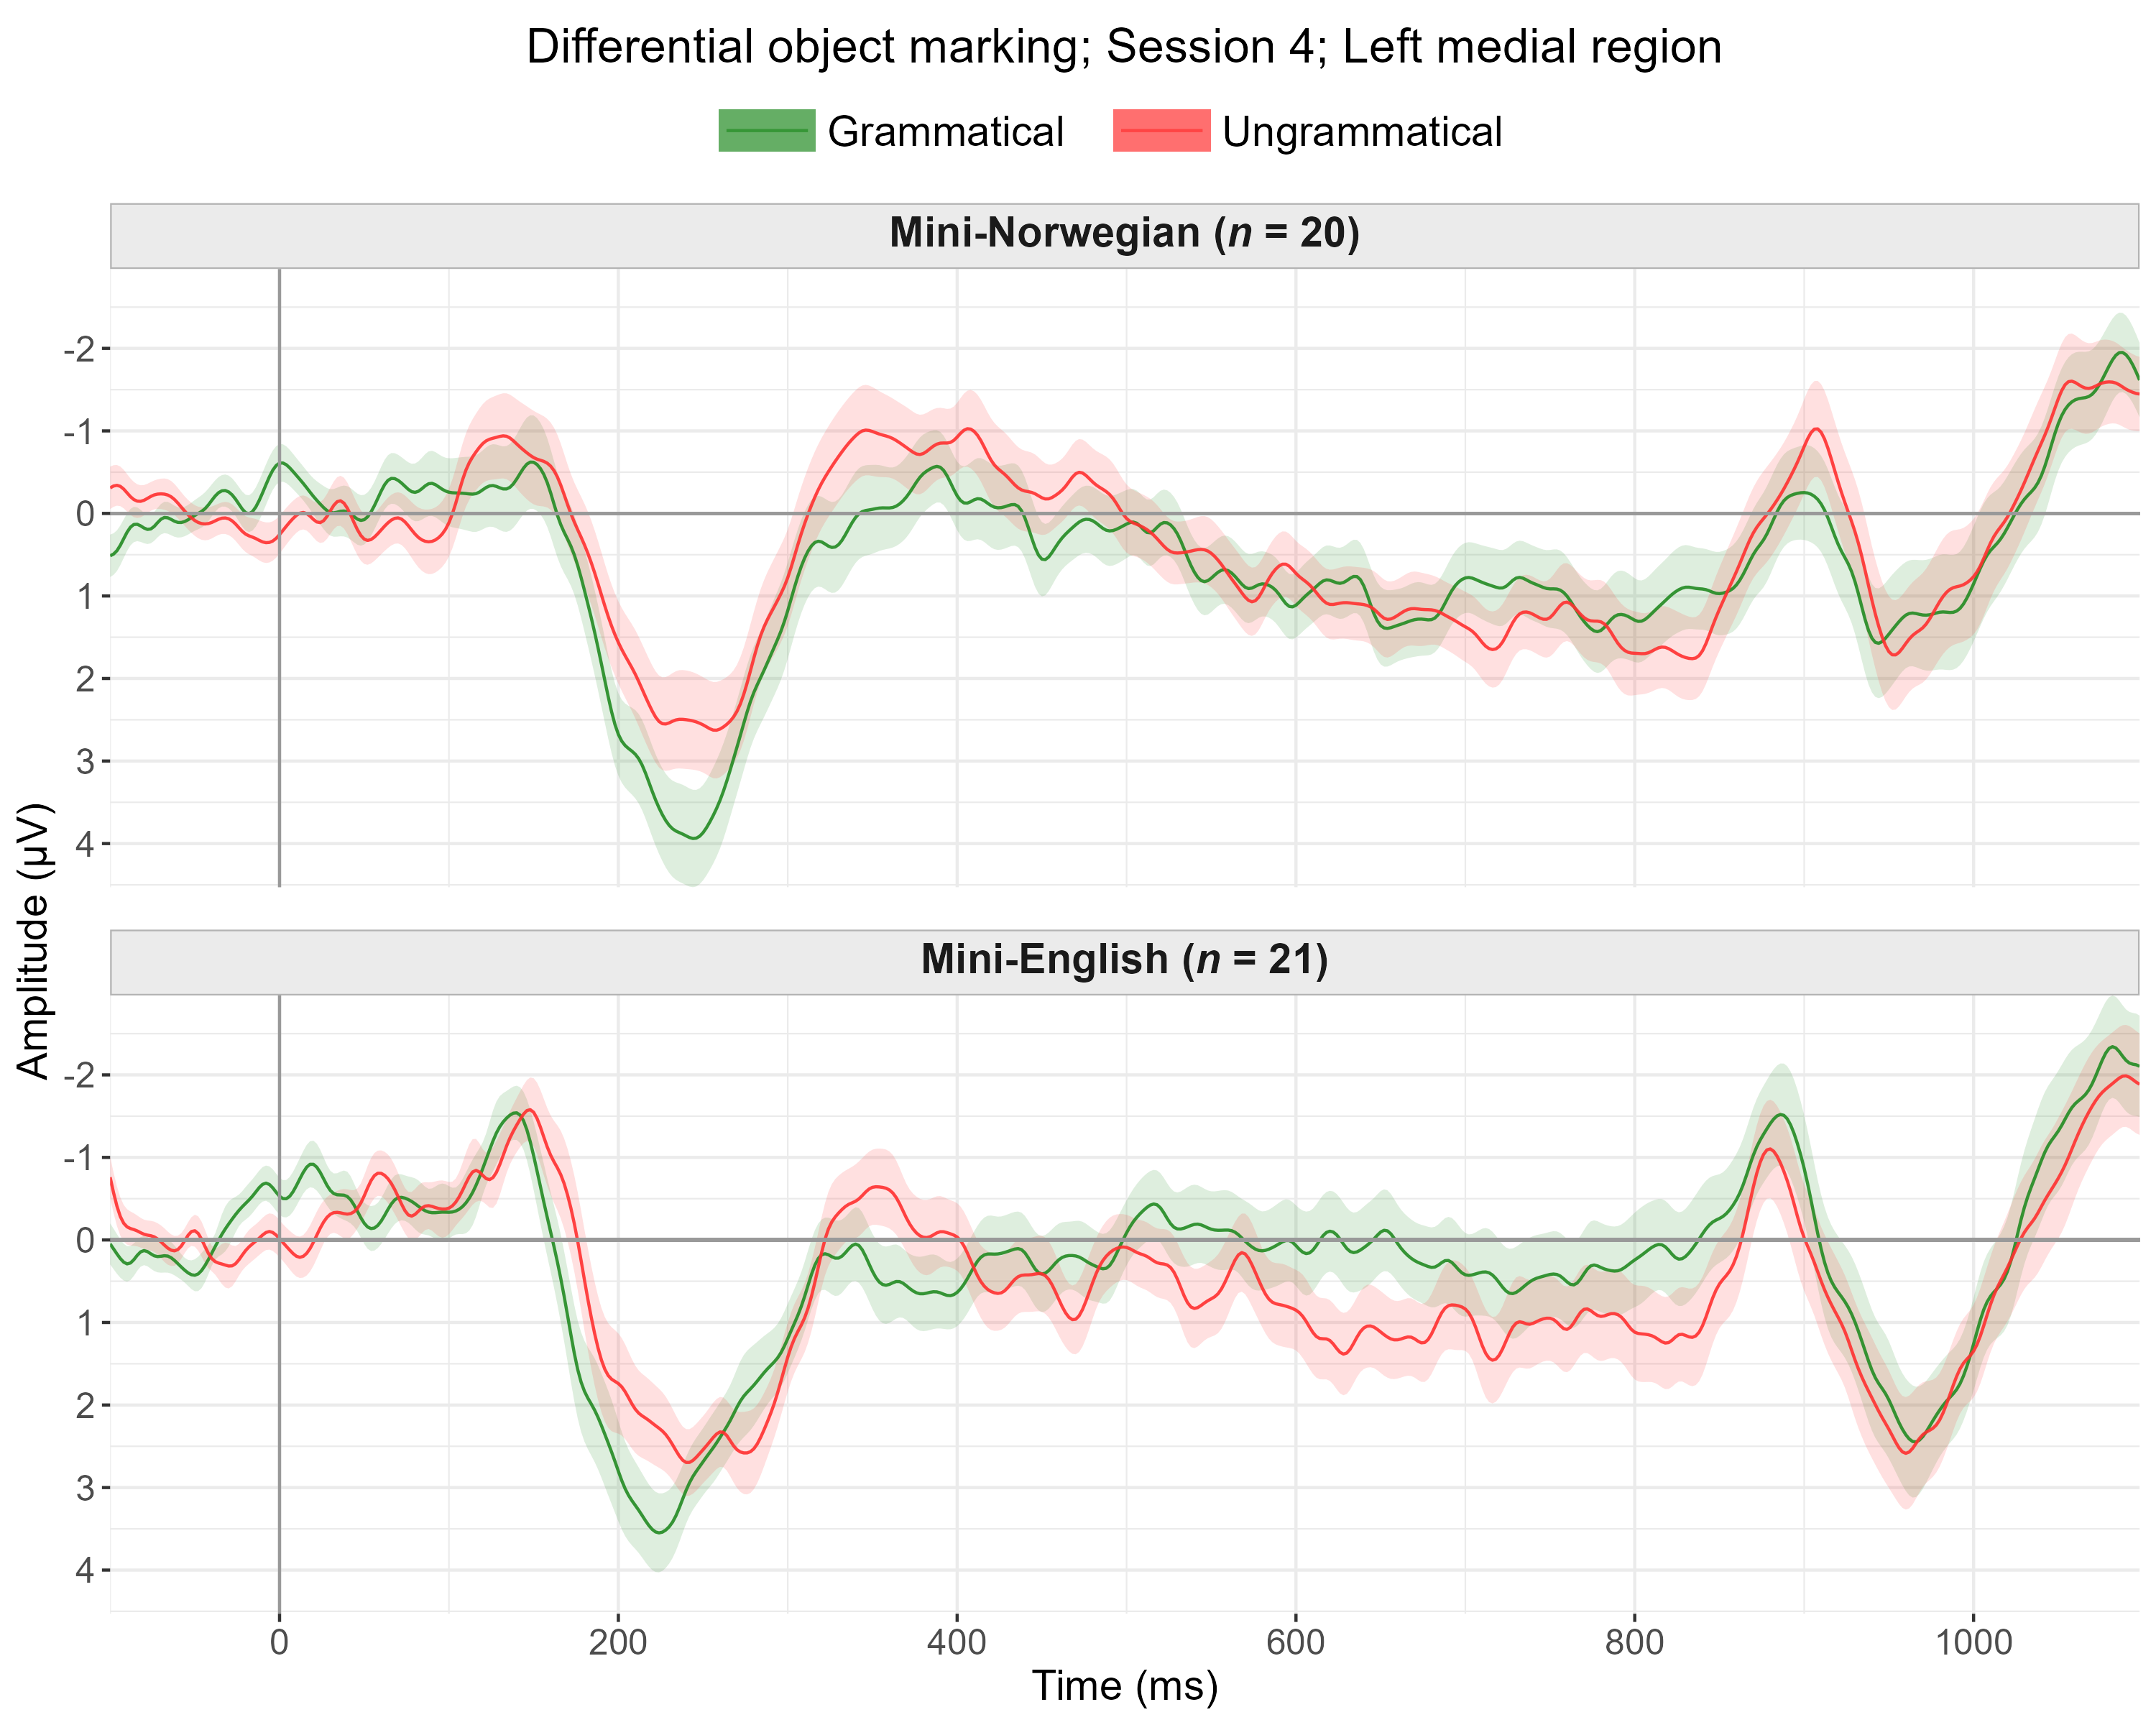 Differential object marking; Session 4; Left medial region
Grammatical Ungrammatical
Mini-Norwegian (n = 20)
-2
-1
0
1
2
3
4
Amplitude (µV)
Mini-English (n = 21)
-2
-1
0
1
2
3
4
0 200 400 600 800 1000
Time (ms)